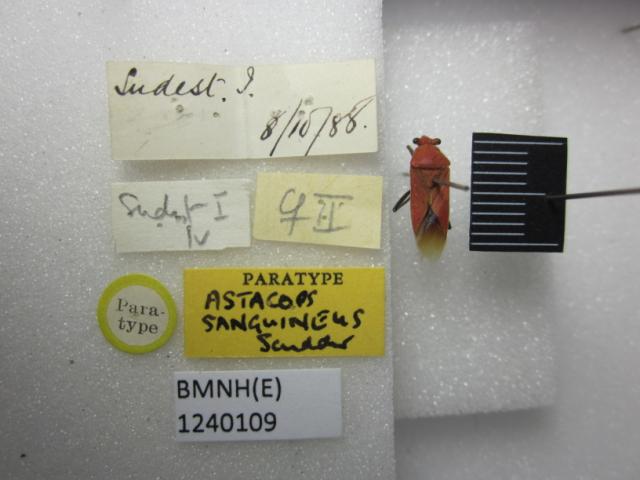 Sudest. I.
8/10/88.
Sudest I
IV
II
Para-
type
PARATYPE
ASTACOPS
SANGUINEUS
Scudder
BMNH(E)
1240109